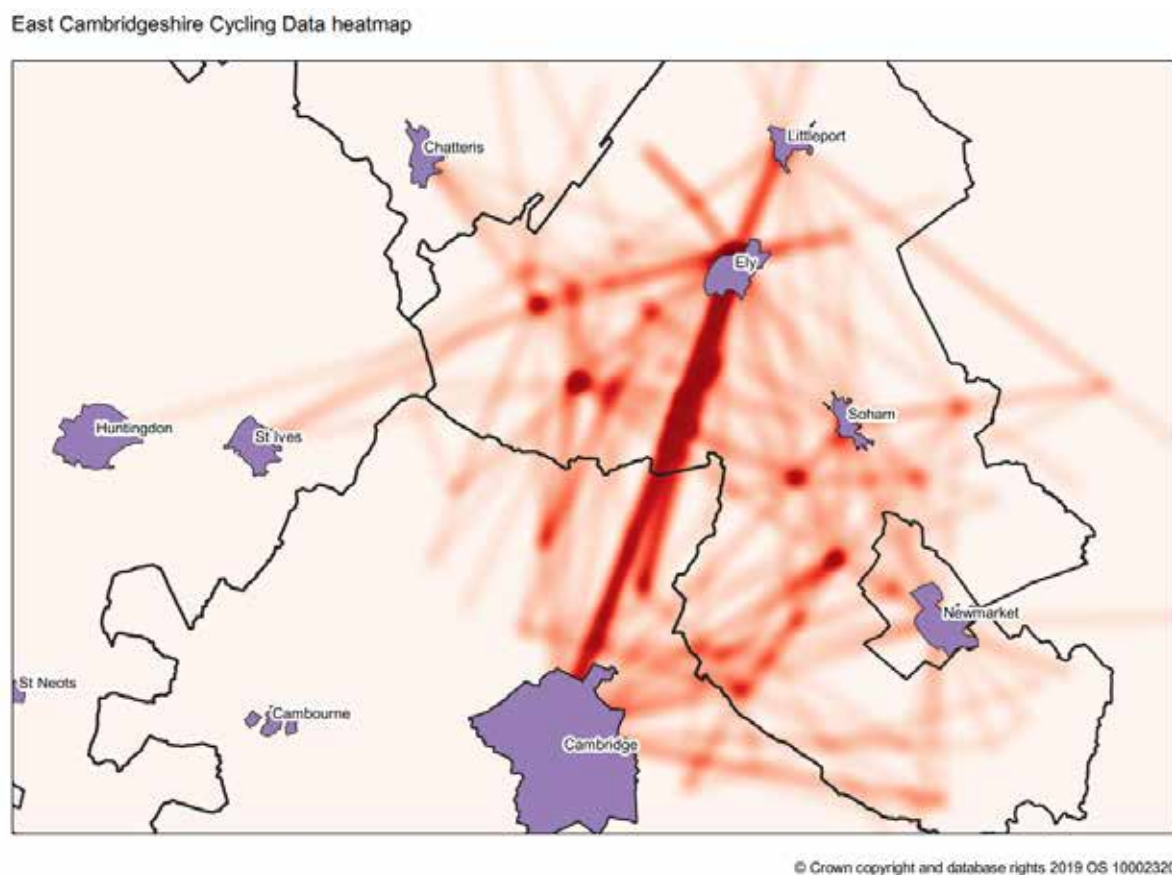 East Cambridgeshire Cycling Data heatmap
Littleport
Chatteris
Ely
Soham
Huntingdon
St Ives
Newmarket
St Neots
Cambourne
Cambridge
© Crown copyright and database rights 2019 OS 10002320